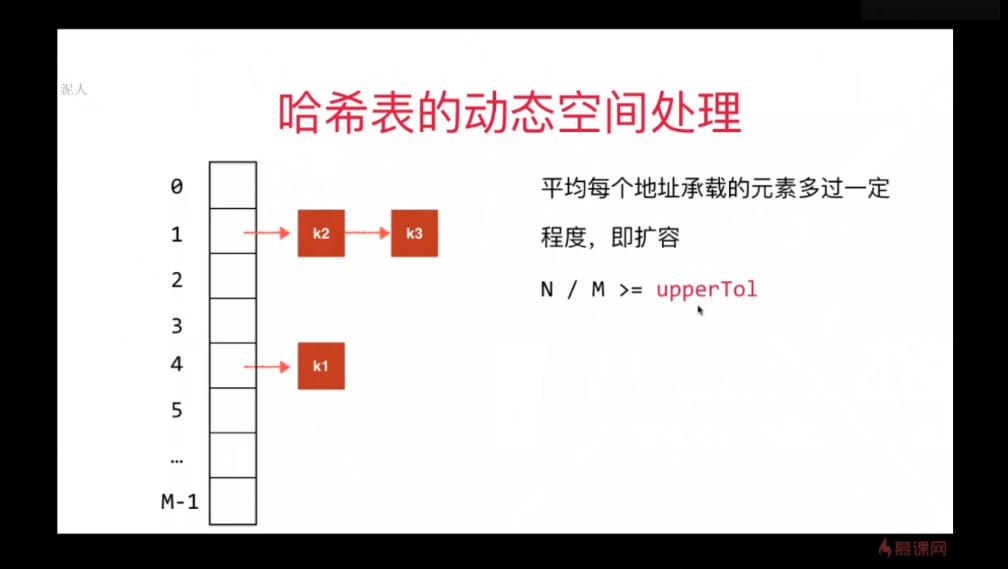 泥人
哈希表的动态空间处理
0
1
2
3
4
5
…
M-1
k2
k3
k1
平均每个地址承载的元素多过一定
程度，即扩容
N / M >= upperTol
慕课网